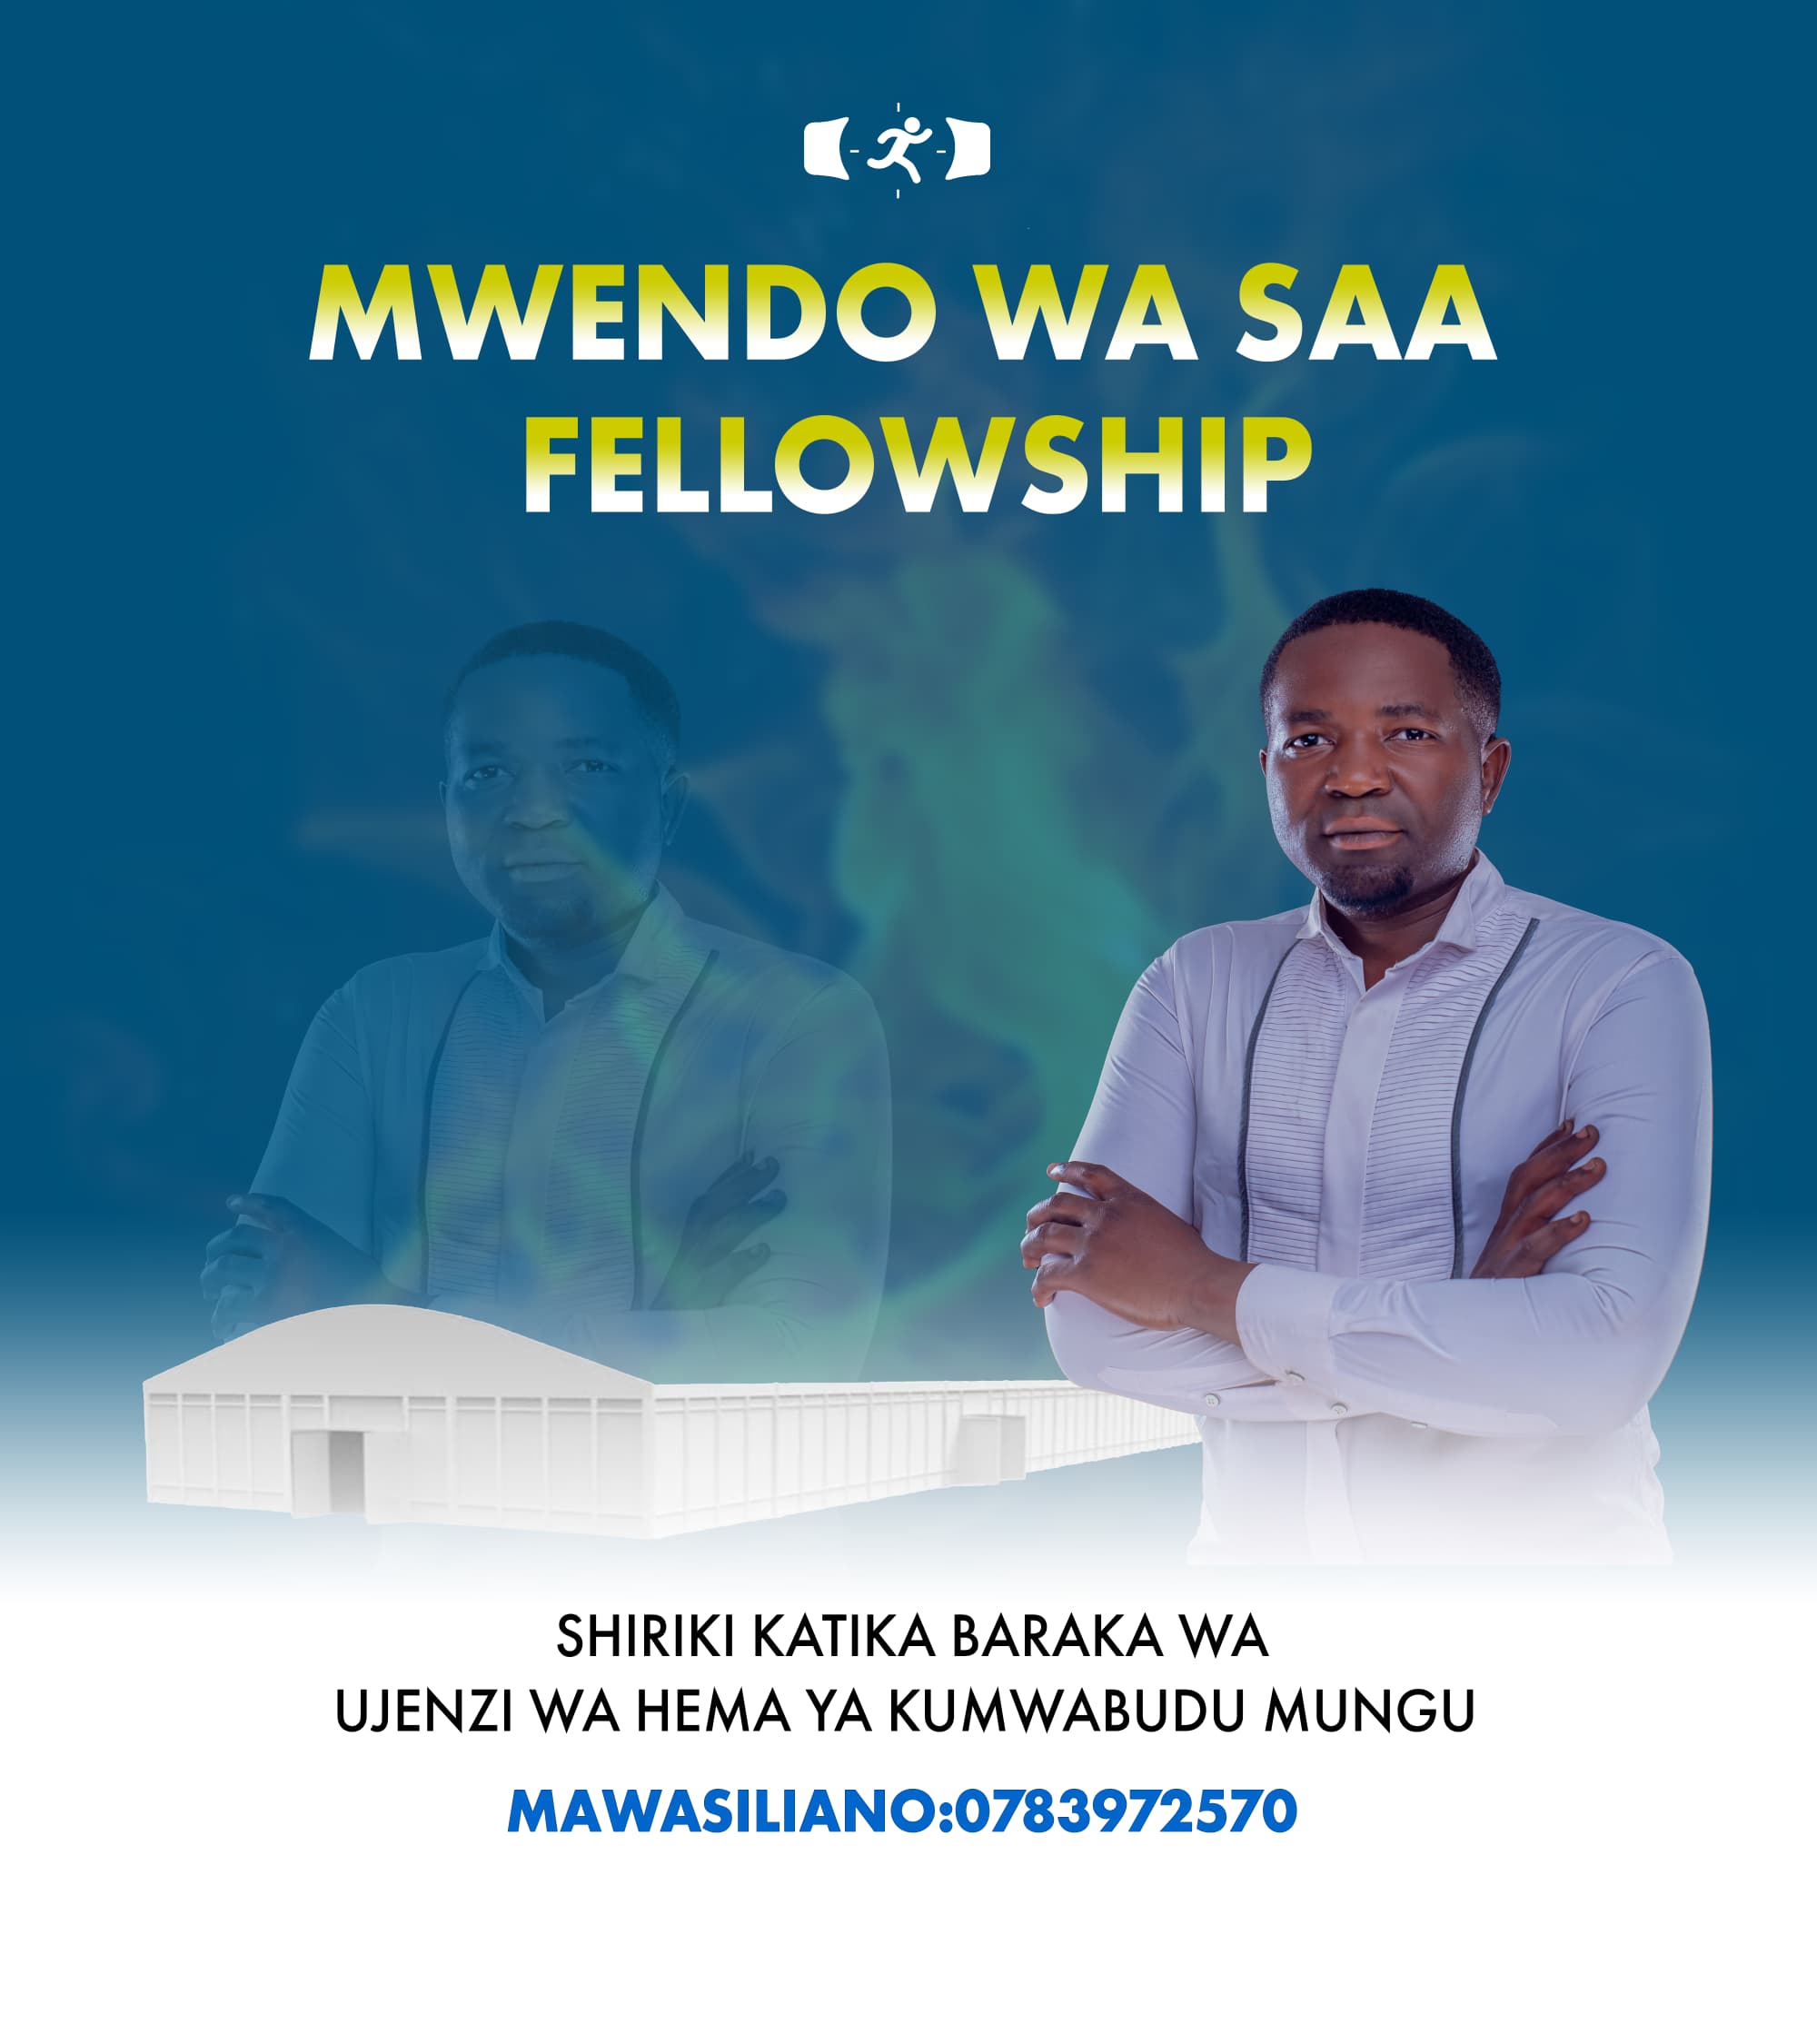 MWENDO WA SAA
FELLOWSHIP
SHIRIKI KATIKA BARAKA WA
UJENZI WA HEMA YA KUMWABUDU MUNGU
MAWASILIANO:0783972570